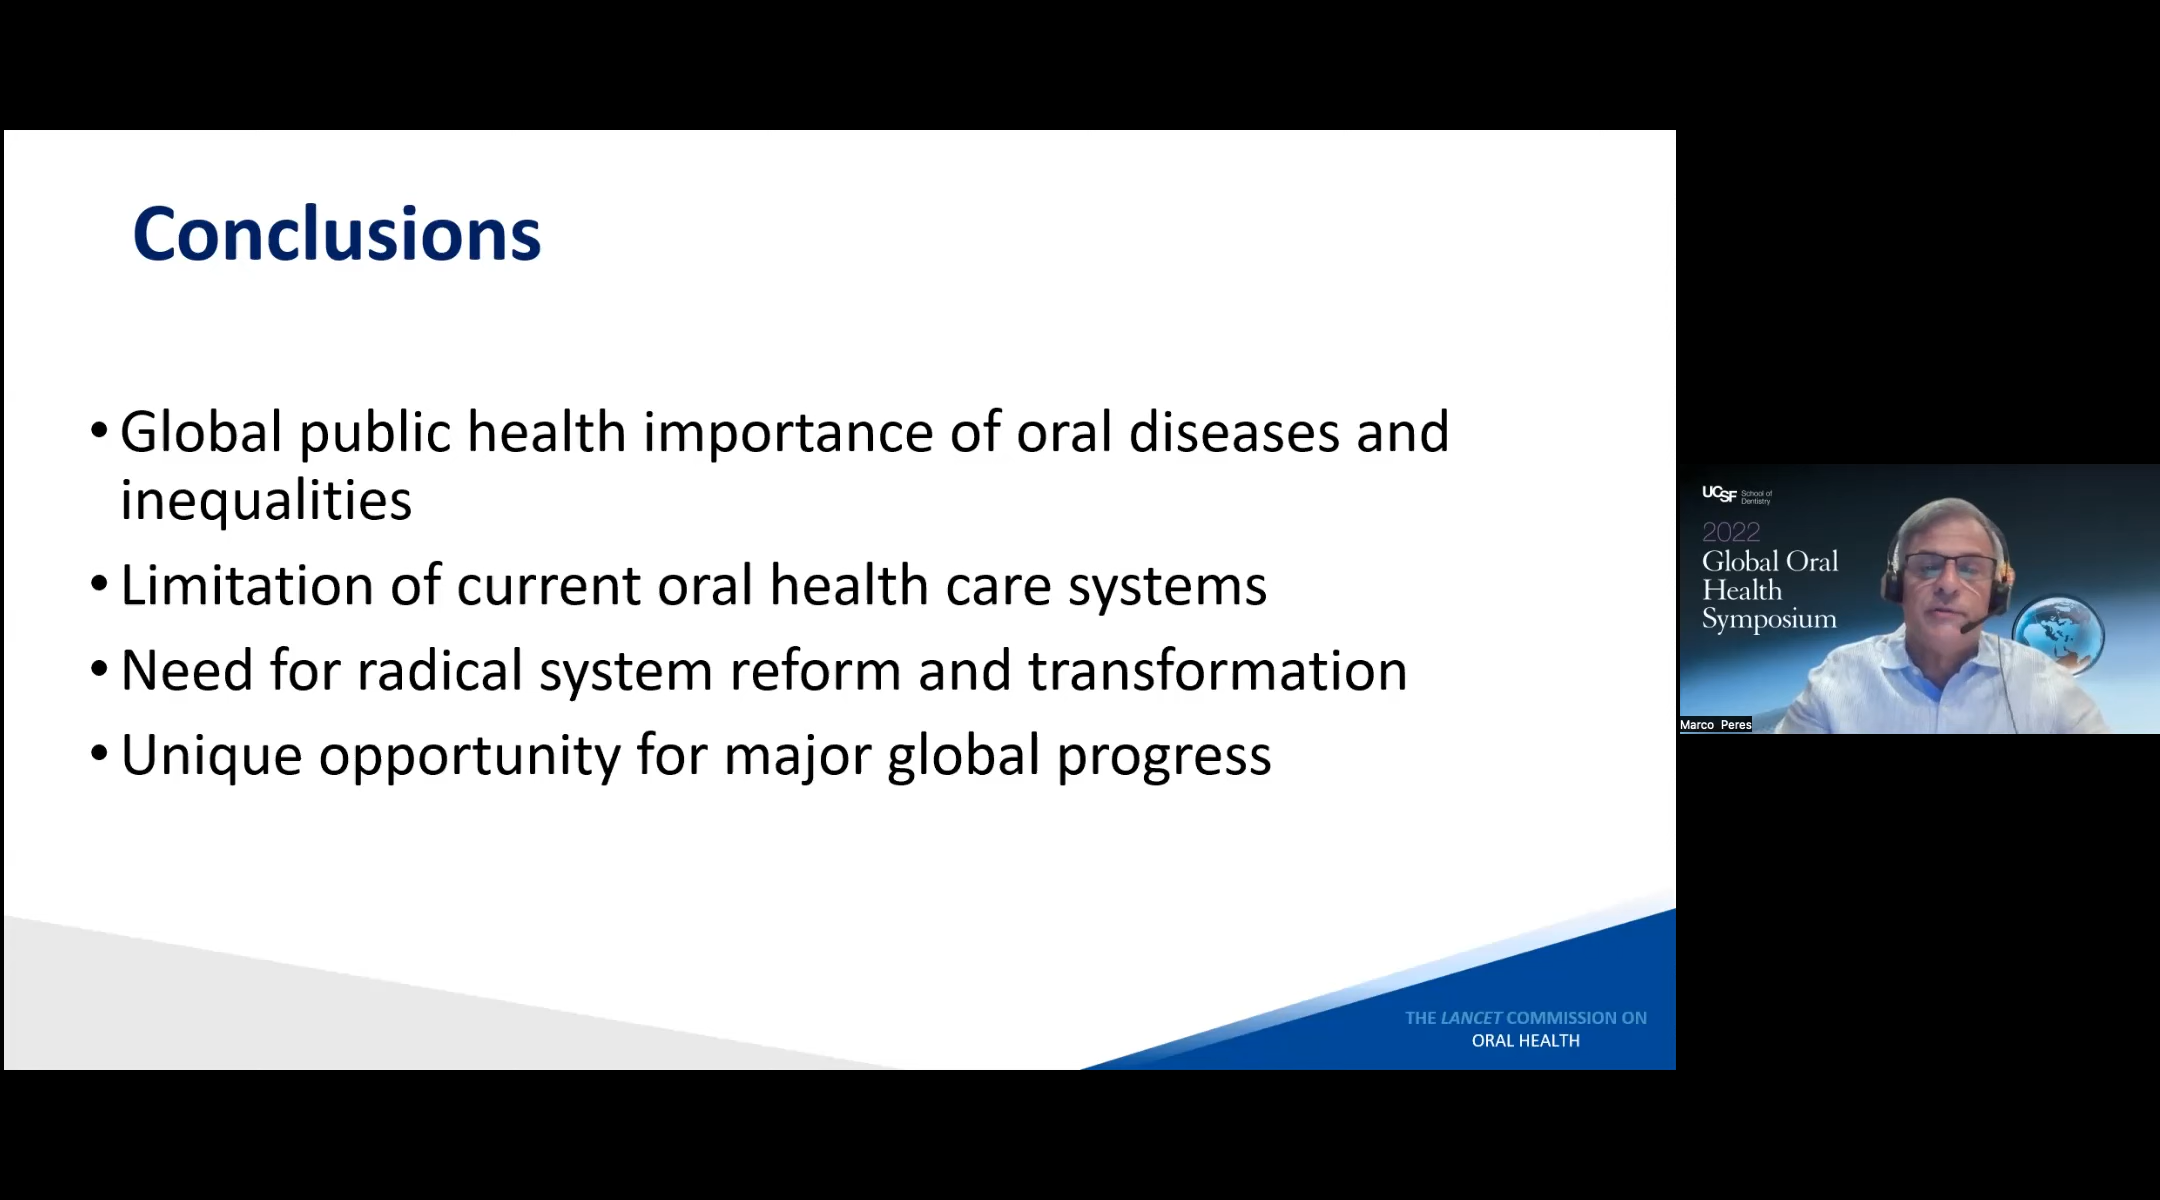 Conclusions
• Global public health importance of oral diseases and
inequalities
• Limitation of current oral health care systems
• Need for radical system reform and transformation
• Unique opportunity for major global progress
THE LANCET COMMISSION ON
ORAL HEALTH
UCSF School of
Dentistry
2022
Global Oral
Health
Symposium
Marco Peres